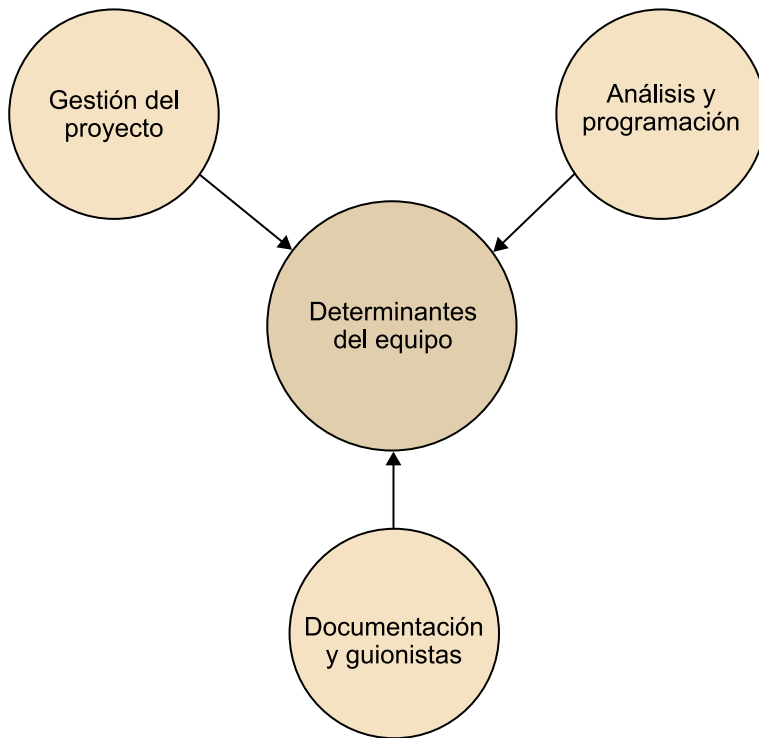 Gestión del
proyecto
Análisis y
programación
Determinantes
del equipo
Documentación
y guionistas